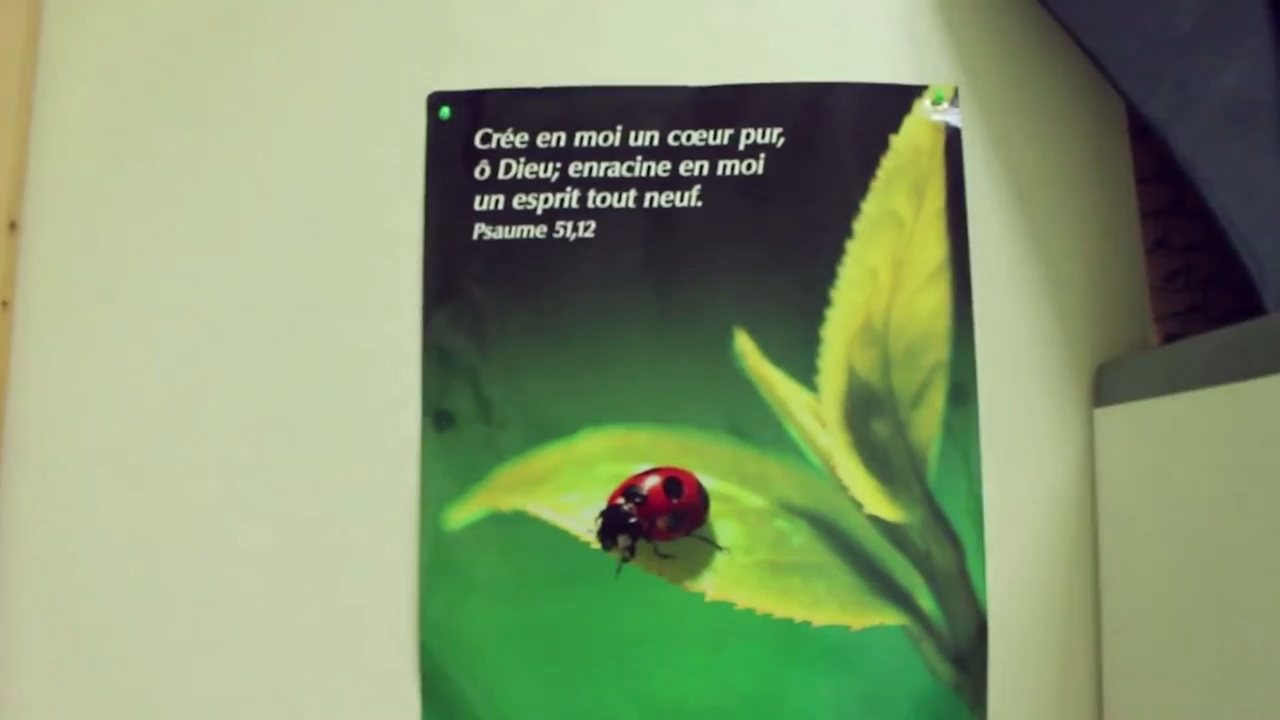 Crée en moi un cœur pur,
ô Dieu; enracine en moi
un esprit tout neuf.
Psaume 51,12